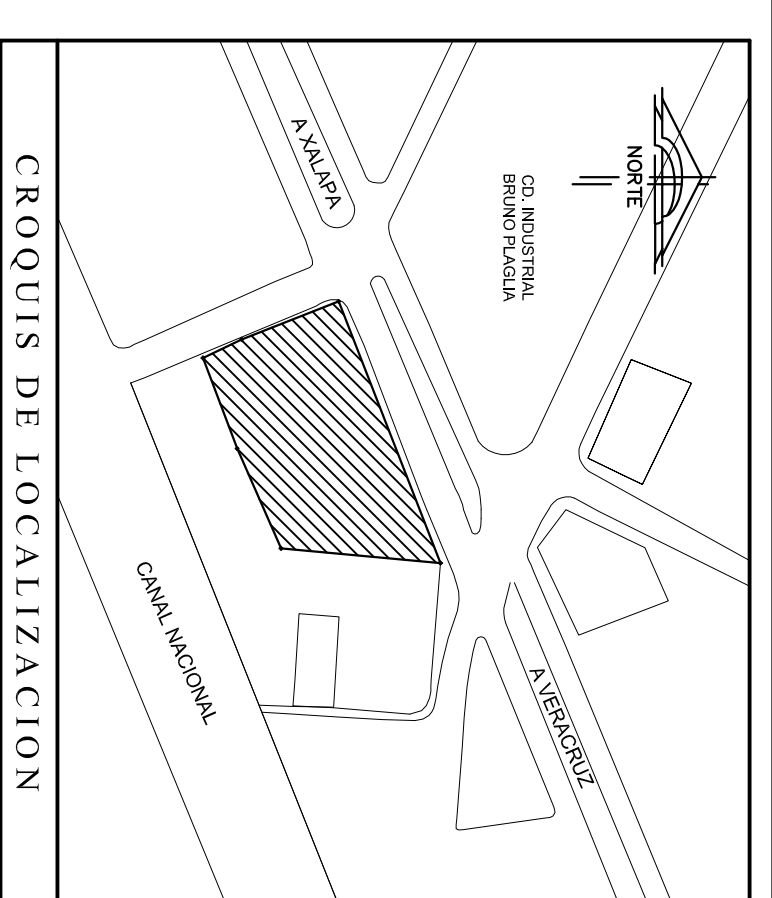 NORTE
CD. INDUSTRIAL
BRUNO PLAGLIA
A XALAPA
A VERACRUZ
CANAL NACIONAL
CROQUIS DE LOCALIZACION